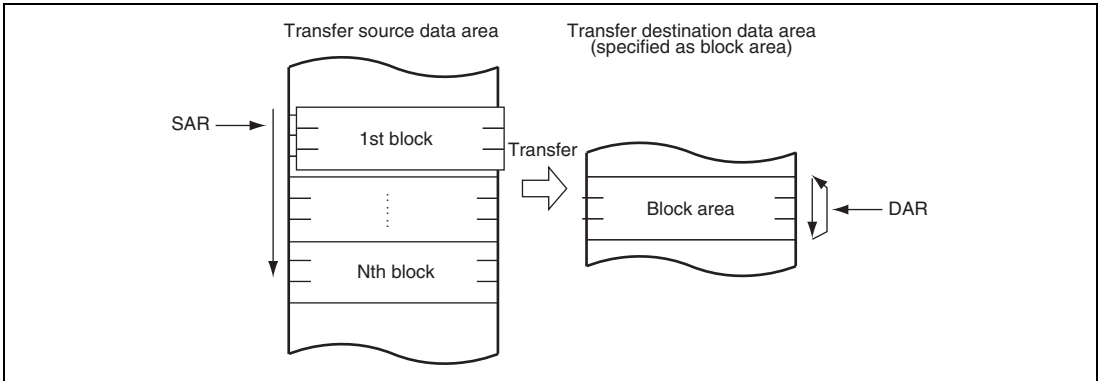 Transfer source data area
Transfer destination data area
(specified as block area)
SAR
1st block
Transfer
Block area
DAR
Nth block